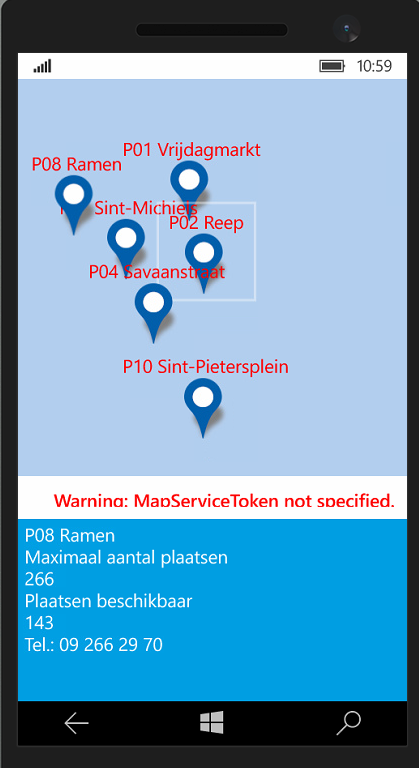 10:59
P01 Vrijdagmarkt
P08 Ramen
Sint-Michiels
P02 Reep
P04 Savaanstraat
P10 Sint-Pietersplein
Warning: MapServiceToken not specified.
P08 Ramen
Maximaal aantal plaatsen
266
Plaatsen beschikbaar
143
Tel.: 09 266 29 70